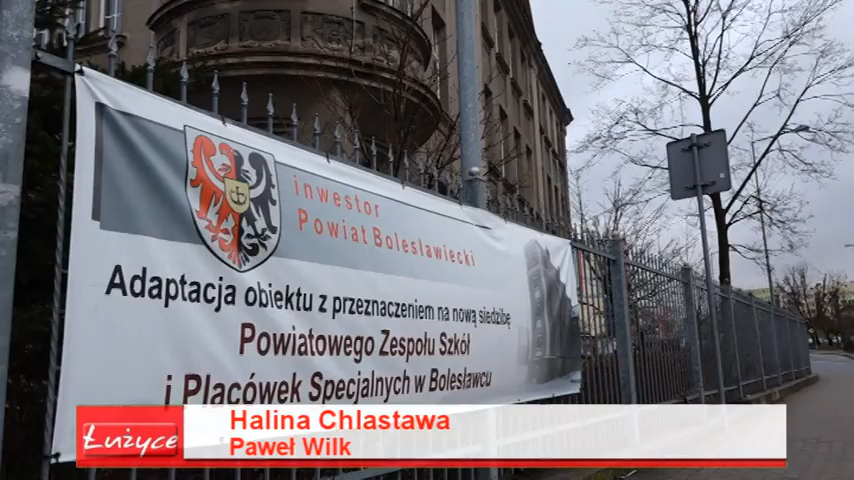 inwestor
Powiat Bolesławiecki
Adaptacja obiektu z przeznaczeniem na nową siedzibę
Powiatowego Zespołu Szkół
i Placówek Specjalnych w Bolesławcu
Łużyce
Halina Chlastawa
Paweł Wilk